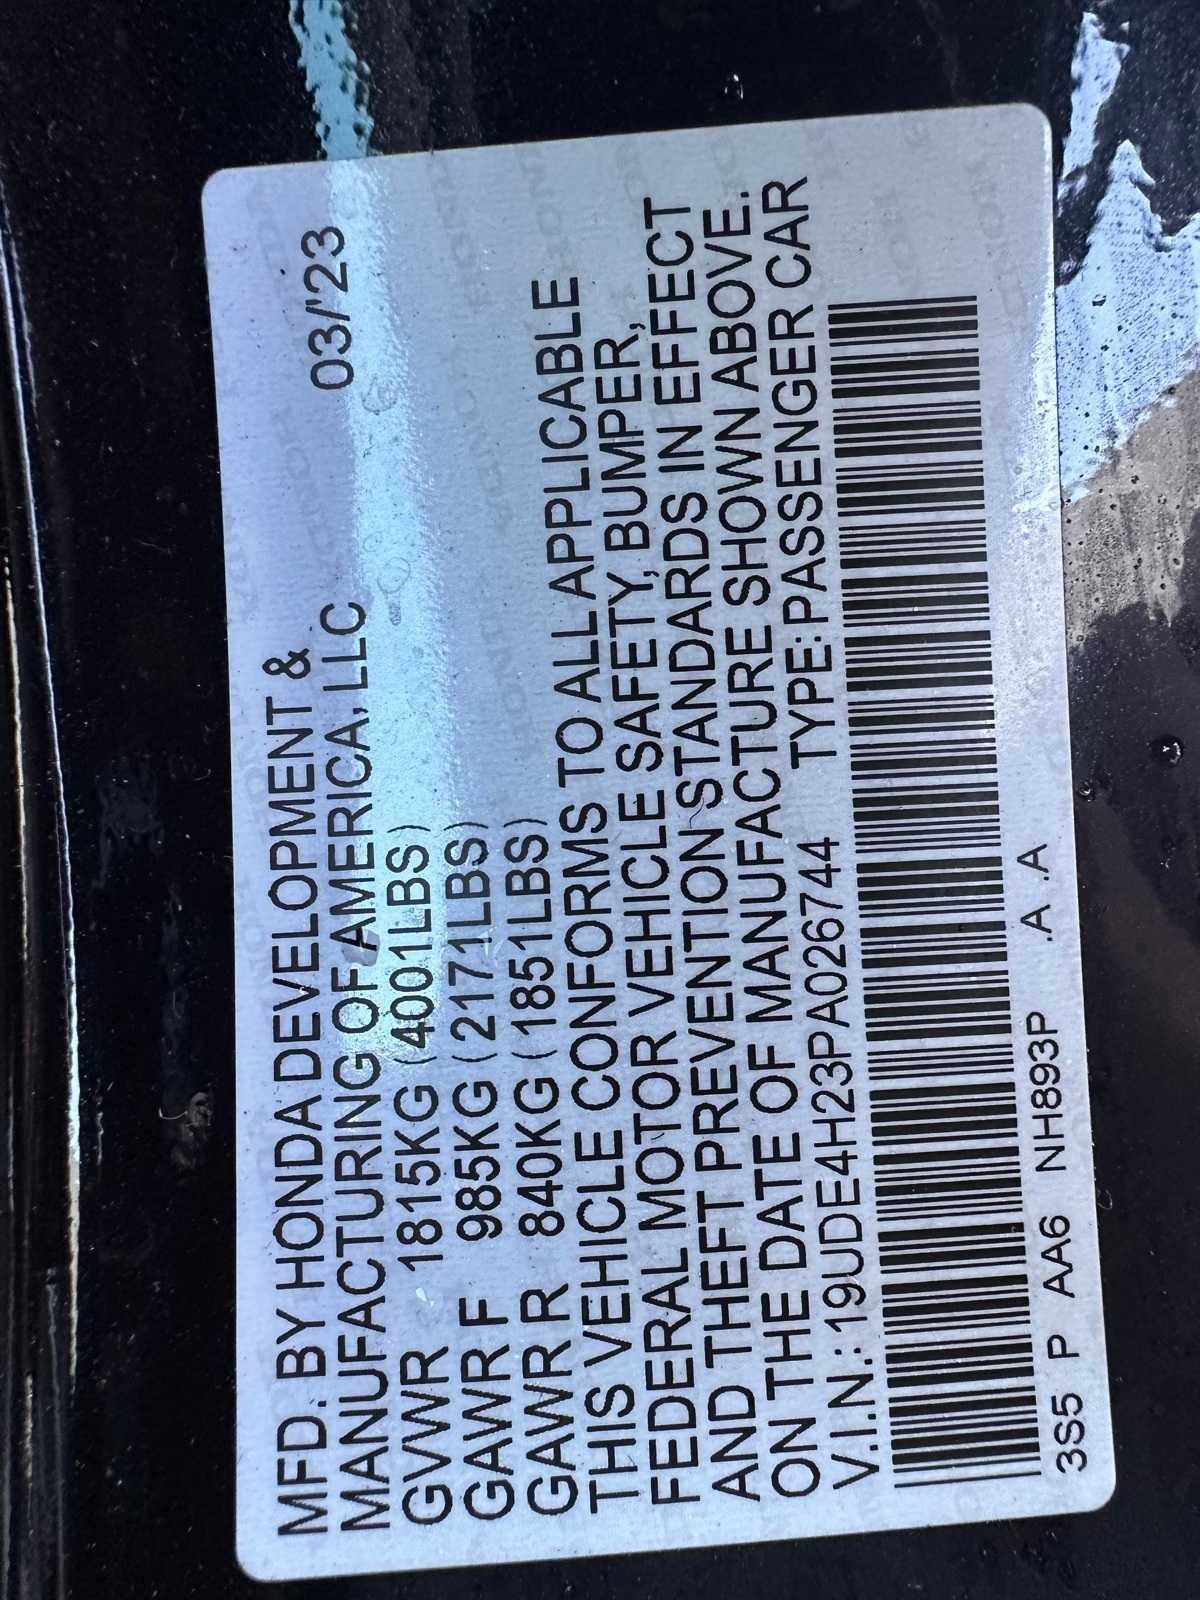 MFD. BY HONDA DEVELOPMENT &
MANUFACTURING OF AMERICA, LLC 03/'23
GVWR 1815KG (4001LBS)
GAWR F 985KG (2171LBS)
GAWR R 840KG (1851LBS)
THIS VEHICLE CONFORMS TO ALL APPLICABLE
FEDERAL MOTOR VEHICLE SAFETY, BUMPER,
AND THEFT PREVENTION STANDARDS IN EFFECT
ON THE DATE OF MANUFACTURE SHOWN ABOVE.
V.I.N.:19UDE4H23PA026744 TYPE:PASSENGER CAR
3S5 P AA6 NH893P .A .A